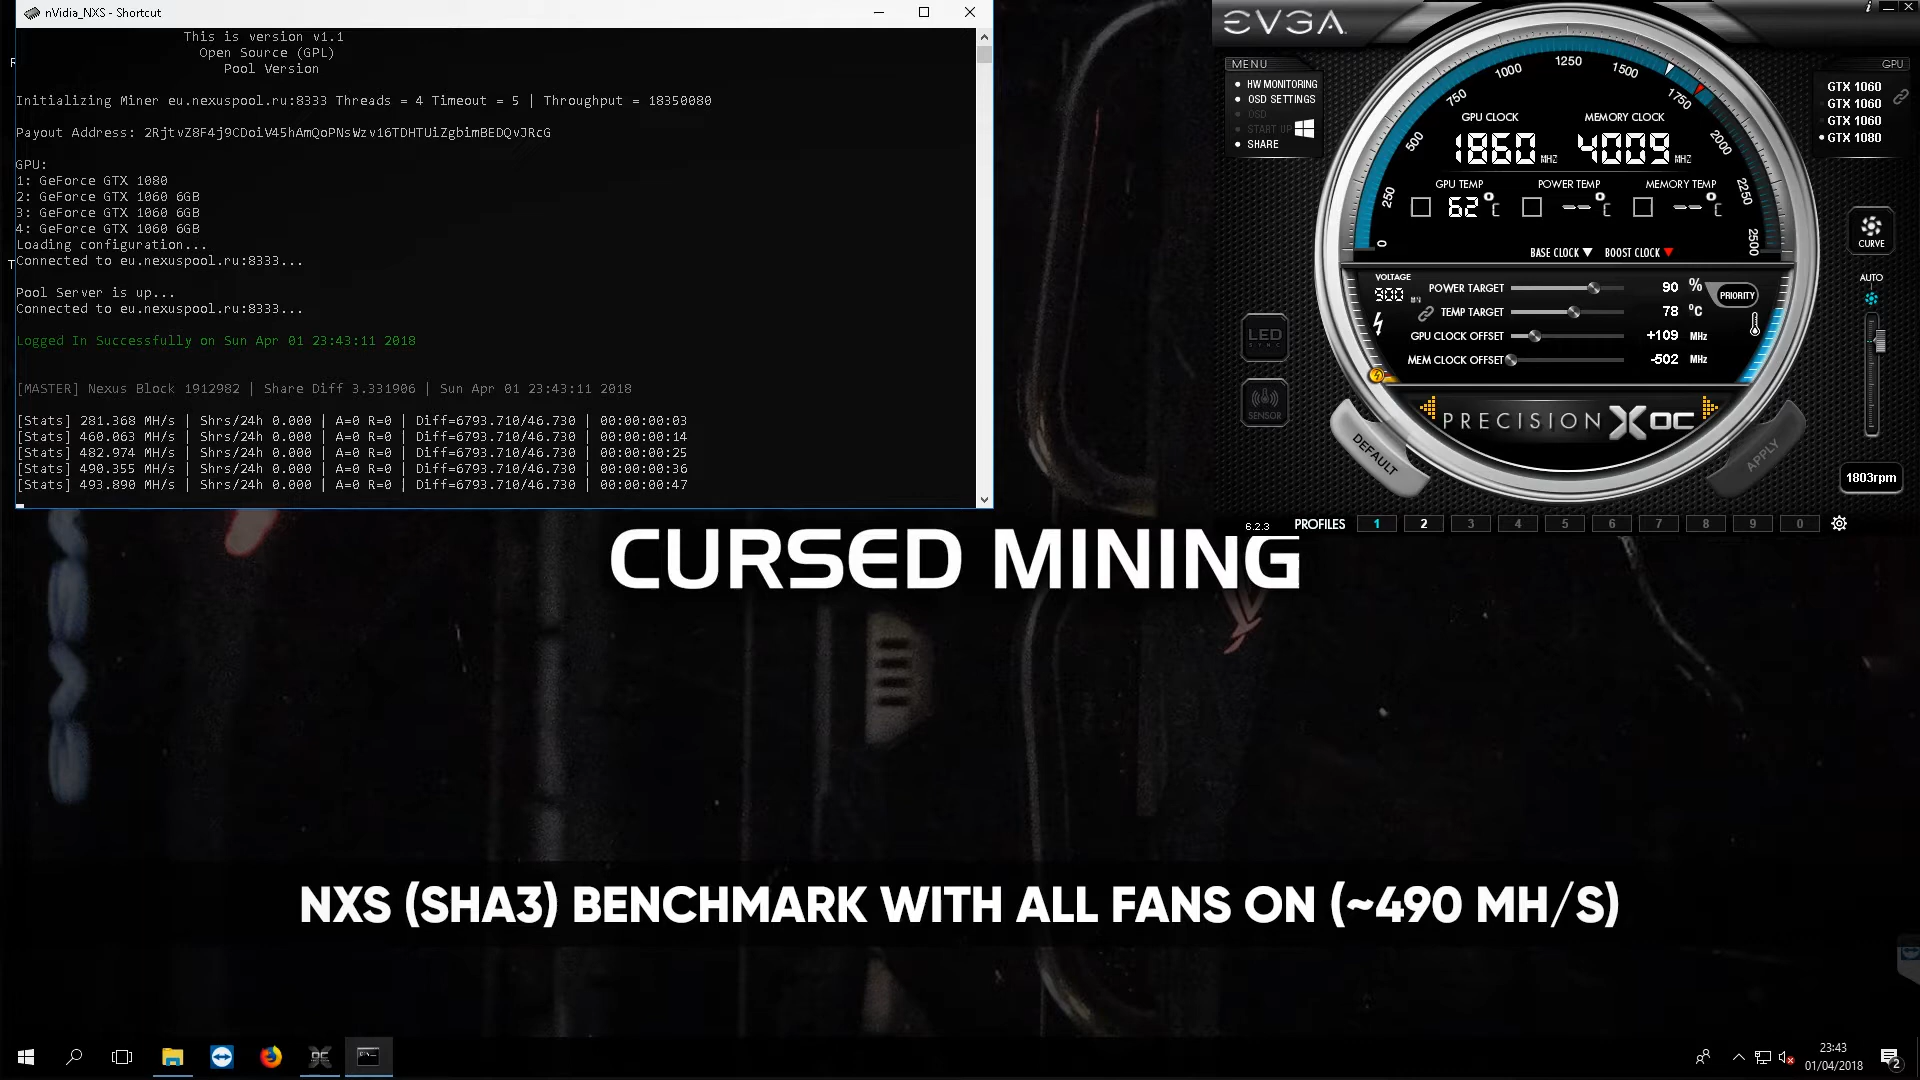 nVidia_NXS - Shortcut
This is version v1.1
Open Source (GPL)
Pool Version
Initializing Miner eu.nexuspool.ru:8333 Threads = 4 Timeout = 5 | Throughput = 18350080
Payout Address: 2RjtvZ8F4j9CDoiV45hAmQoPNsWzv16TDHTUiZgbimBEDQvJRcG
GPU:
1: GeForce GTX 1080
2: GeForce GTX 1060 6GB
3: GeForce GTX 1060 6GB
4: GeForce GTX 1060 6GB
Loading configuration...
Connected to eu.nexuspool.ru:8333...
Pool Server is up...
Connected to eu.nexuspool.ru:8333...
Logged In Successfully on Sun Apr 01 23:43:11 2018
[MASTER] Nexus Block 1912982 | Share Diff 3.331906 | Sun Apr 01 23:43:11 2018
[Stats] 281.368 MH/s | Shrs/24h 0.000 | A=0 R=0 | Diff=6793.710/46.730 | 00:00:00:03
[Stats] 460.063 MH/s | Shrs/24h 0.000 | A=0 R=0 | Diff=6793.710/46.730 | 00:00:00:14
[Stats] 482.974 MH/s | Shrs/24h 0.000 | A=0 R=0 | Diff=6793.710/46.730 | 00:00:00:25
[Stats] 490.355 MH/s | Shrs/24h 0.000 | A=0 R=0 | Diff=6793.710/46.730 | 00:00:00:36
[Stats] 493.890 MH/s | Shrs/24h 0.000 | A=0 R=0 | Diff=6793.710/46.730 | 00:00:00:47
EVGA
MENU
HW MONITORING
OSD SETTINGS
OSD
START UP
SHARE
GPU
GTX 1060
GTX 1060
GTX 1060
GTX 1080
0 250 500 750 1000 1250 1500 1750 2000 2250 2500
GPU CLOCK MEMORY CLOCK
1860 MHZ 4009 MHZ
GPU TEMP POWER TEMP MEMORY TEMP
62 °C -- °C -- °C
BASE CLOCK BOOST CLOCK
CURVE
AUTO
VOLTAGE
900
POWER TARGET 90 %
PRIORITY
TEMP TARGET 78 °C
GPU CLOCK OFFSET +109 MHz
MEM CLOCK OFFSET -502 MHz
LED
SYNC
SENSOR
PRECISION XOC
DEFAULT
APPLY
1803rpm
6.2.3 PROFILES 1 2 3 4 5 6 7 8 9 0
CURSED MINING
NXS (SHA3) BENCHMARK WITH ALL FANS ON (~490 MH/S)
23:43
01/04/2018
2